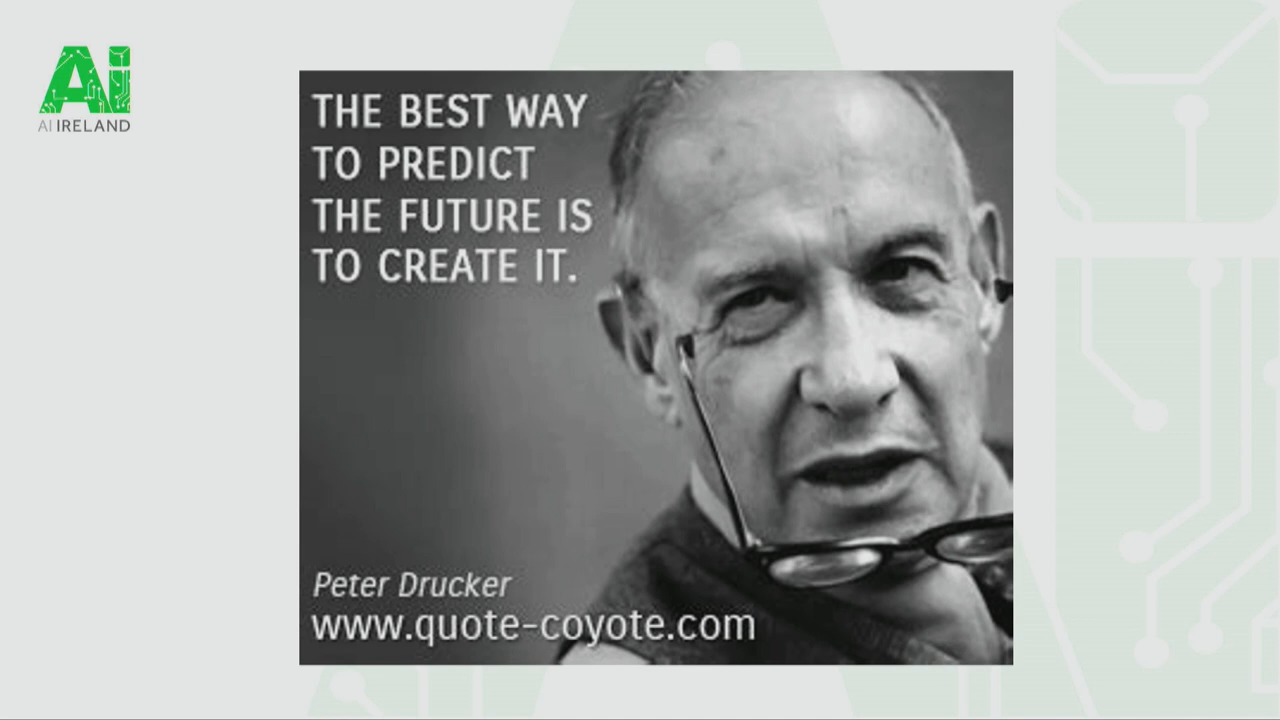 Ai
AI IRELAND
THE BEST WAY
TO PREDICT
THE FUTURE IS
TO CREATE IT.
Peter Drucker
www.quote-coyote.com